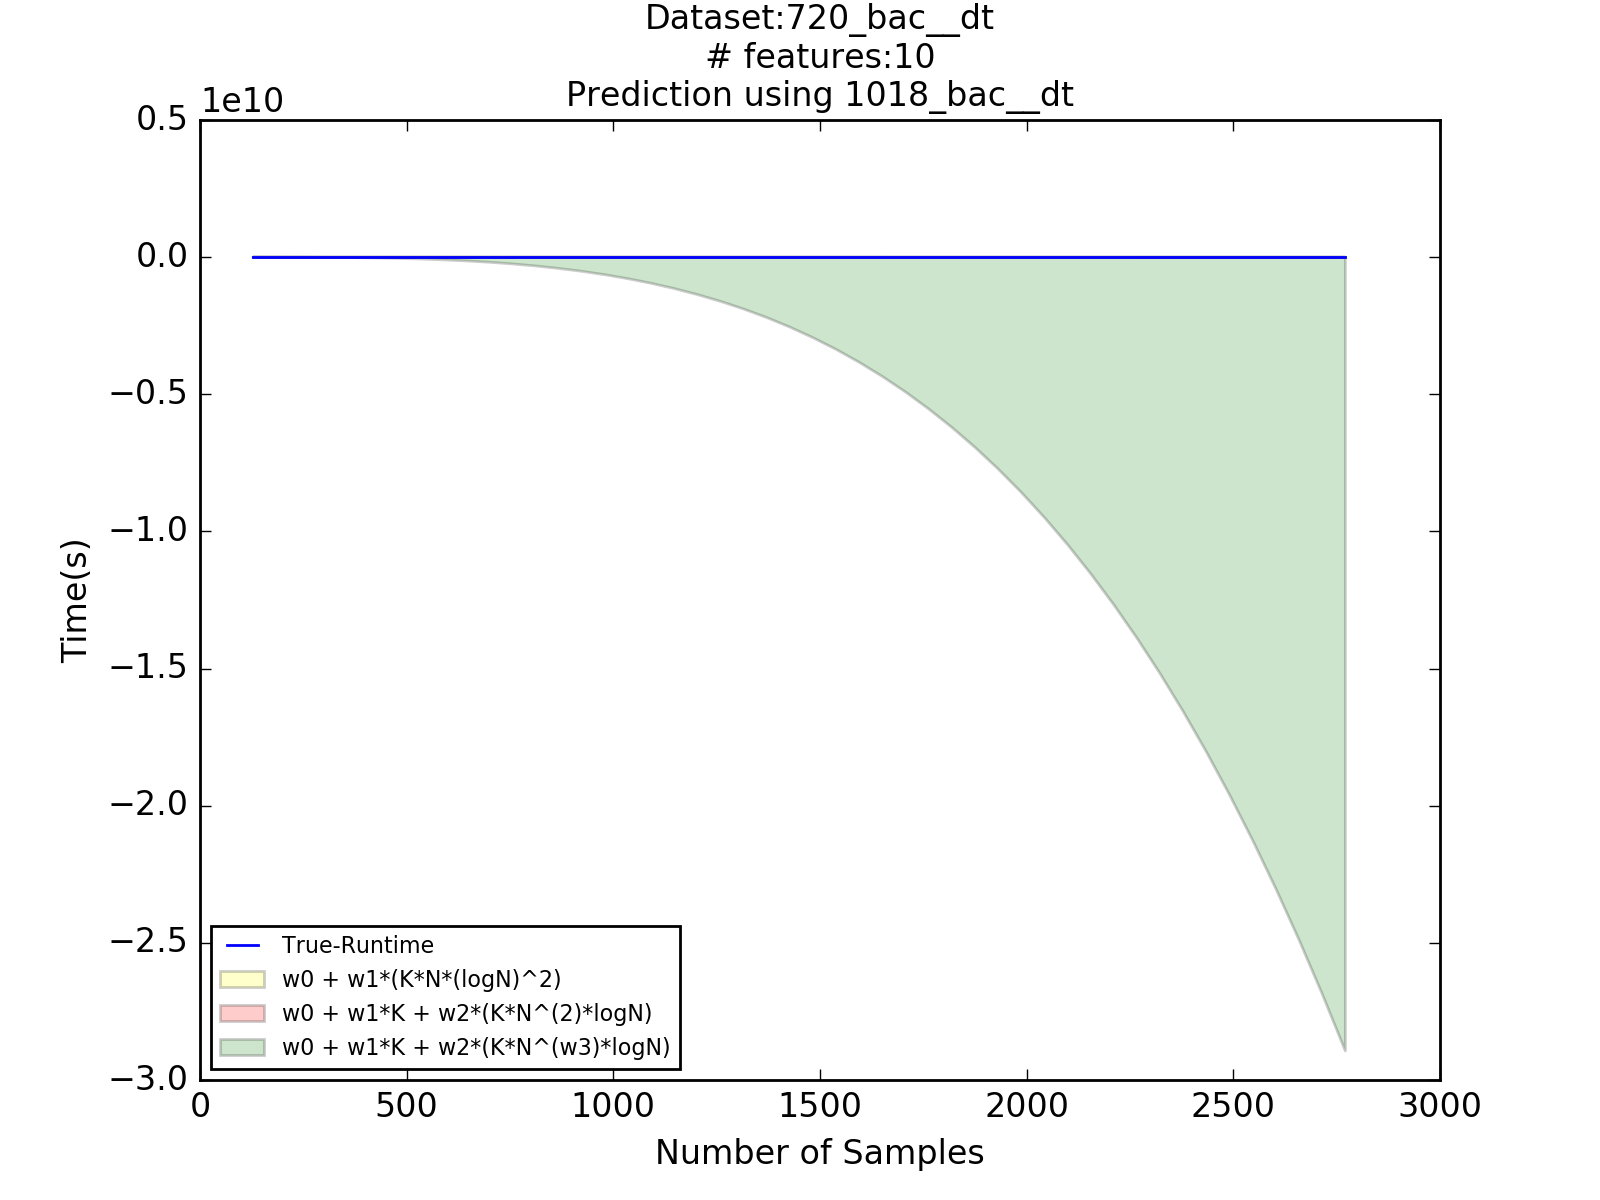 Dataset:720_bac__dt
# features:10
Prediction using 1018_bac__dt
1e10
0.5
0.0
−0.5
−1.0
−1.5
−2.0
−2.5
−3.0
Time(s)
True-Runtime
w0 + w1*(K*N*(logN)^2)
w0 + w1*K + w2*(K*N^(2)*logN)
w0 + w1*K + w2*(K*N^(w3)*logN)
0 500 1000 1500 2000 2500 3000
Number of Samples